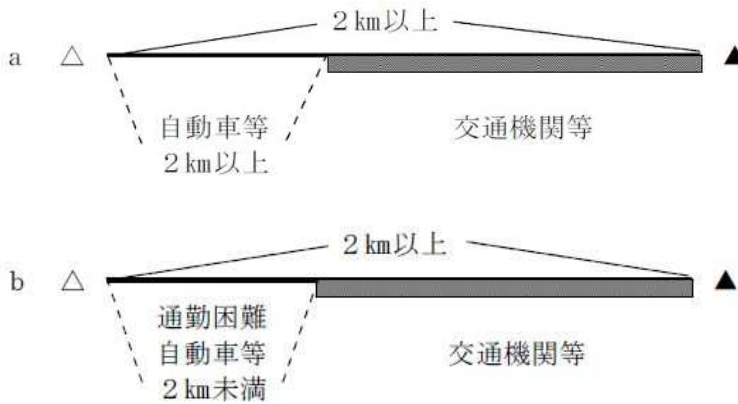 2km以上
a △ ▲
自動車等 交通機関等
2km以上
2km以上
b △ ▲
通勤困難
自動車等 交通機関等
2km未満